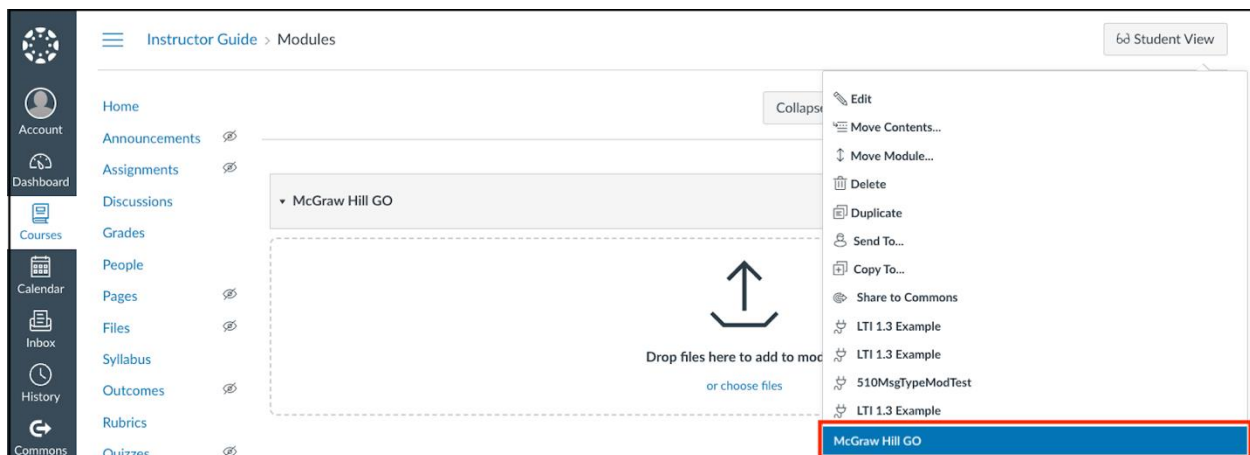 Instructor Guide > Modules
Student View
Account
Dashboard
Courses
Calendar
Inbox
History
Commons
Home
Announcements
Assignments
Discussions
Grades
People
Pages
Files
Syllabus
Outcomes
Rubrics
Quizzes
Collapse
McGraw Hill GO
Drop files here to add to mod
or choose files
Edit
Move Contents...
Move Module...
Delete
Duplicate
Send To...
Copy To...
Share to Commons
LTI 1.3 Example
LTI 1.3 Example
510MsgTypeModTest
LTI 1.3 Example
McGraw Hill GO